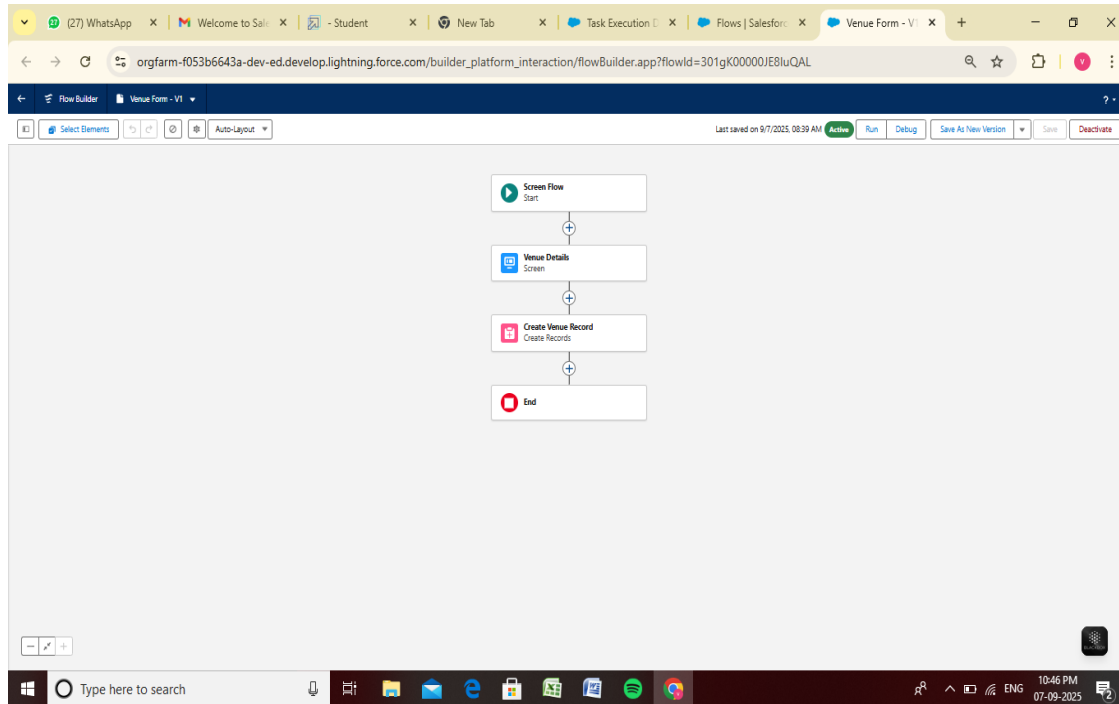 (27) WhatsApp
Welcome to Sale
- Student
New Tab
Task Execution D
Flows | Salesforc
Venue Form - V1
orgfarm-f053b6643a-dev-ed.develop.lightning.force.com/builder_platform_interaction/flowBuilder.app?flowId=301gK00000JE8luQAL
V
Flow Builder
Venue Form - V1
?
Select Elements
Auto-Layout
Last saved on 9/7/2025, 08:39 AM
Active
Run
Debug
Save As New Version
Save
Deactivate
Screen Flow
Start
Venue Details
Screen
Create Venue Record
Create Records
End
BLACKBOX
Type here to search
ENG
10:46 PM
07-09-2025
2